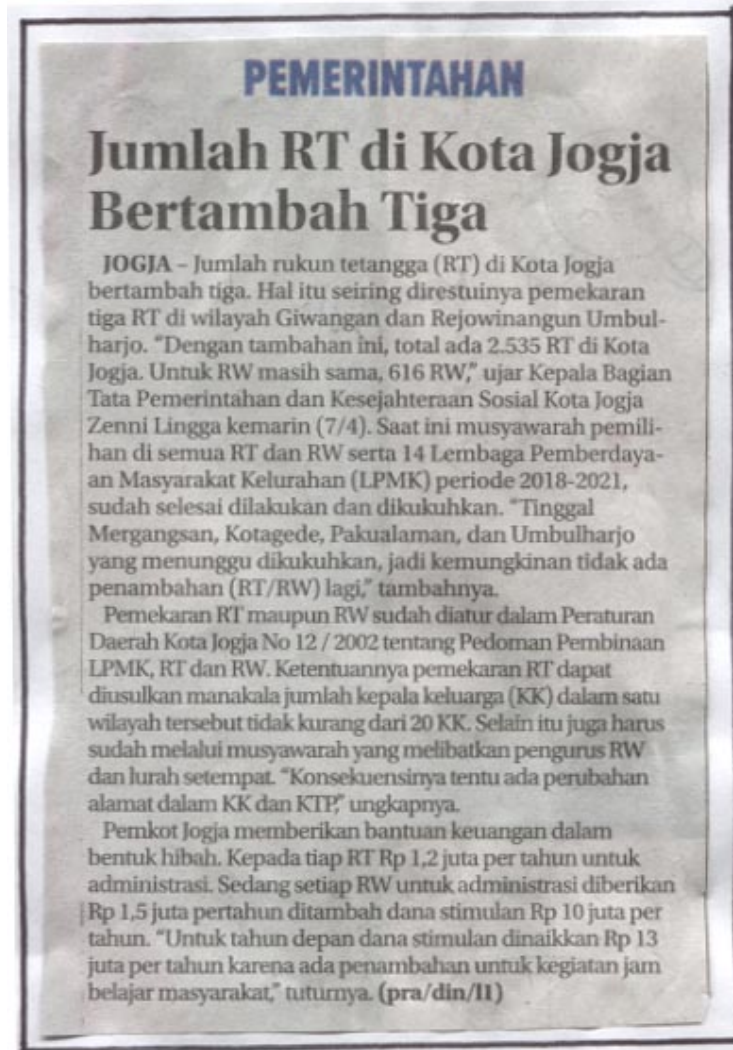 PEMERINTAHAN
Jumlah RT di Kota Jogja
Bertambah Tiga
JOGJA – Jumlah rukun tetangga (RT) di Kota Jogja
bertambah tiga. Hal itu seiring direstuinya pemekaran
tiga RT di wilayah Giwangan dan Rejowinangun Umbul-
harjo. “Dengan tambahan ini, total ada 2.535 RT di Kota
Jogja. Untuk RW masih sama, 616 RW,” ujar Kepala Bagian
Tata Pemerintahan dan Kesejahteraan Sosial Kota Jogja
Zenni Lingga kemarin (7/4). Saat ini musyawarah pemili-
han di semua RT dan RW serta 14 Lembaga Pemberdaya-
an Masyarakat Kelurahan (LPMK) periode 2018-2021,
sudah selesai dilakukan dan dikukuhkan. “Tinggal
Mergangsan, Kotagede, Pakualaman, dan Umbulharjo
yang menunggu dikukuhkan, jadi kemungkinan tidak ada
penambahan (RT/RW) lagi,” tambahnya.
Pemekaran RT maupun RW sudah diatur dalam Peraturan
Daerah Kota Jogja No 12 / 2002 tentang Pedoman Pembinaan
LPMK, RT dan RW. Ketentuannya pemekaran RT dapat
diusulkan manakala jumlah kepala keluarga (KK) dalam satu
wilayah tersebut tidak kurang dari 20 KK. Selain itu juga harus
sudah melalui musyawarah yang melibatkan pengurus RW
dan lurah setempat. “Konsekuensinya tentu ada perubahan
alamat dalam KK dan KTP,” ungkapnya.
Pemkot Jogja memberikan bantuan keuangan dalam
bentuk hibah. Kepada tiap RT Rp 1,2 juta per tahun untuk
administrasi. Sedang setiap RW untuk administrasi diberikan
Rp 1,5 juta pertahun ditambah dana stimulan Rp 10 juta per
tahun. “Untuk tahun depan dana stimulan dinaikkan Rp 13
juta per tahun karena ada penambahan untuk kegiatan jam
belajar masyarakat,” tuturnya. (pra/din/11)